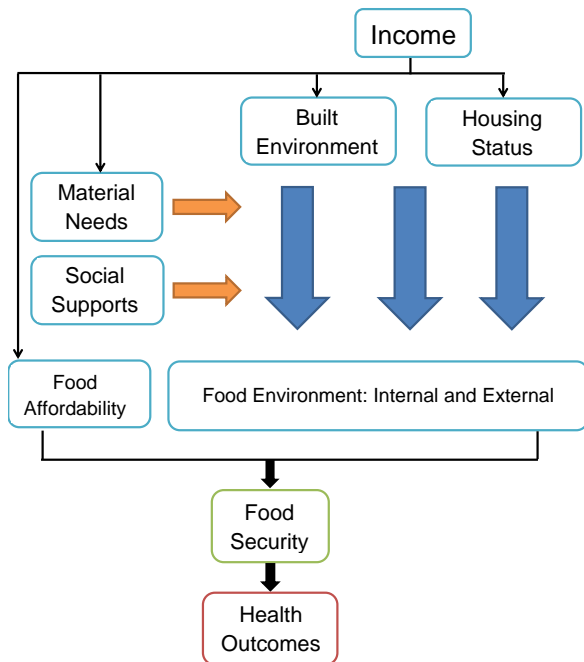 Income
Built
Environment
Housing
Status
Material
Needs
Social
Supports
Food
Affordability
Food Environment: Internal and External
Food
Security
Health
Outcomes